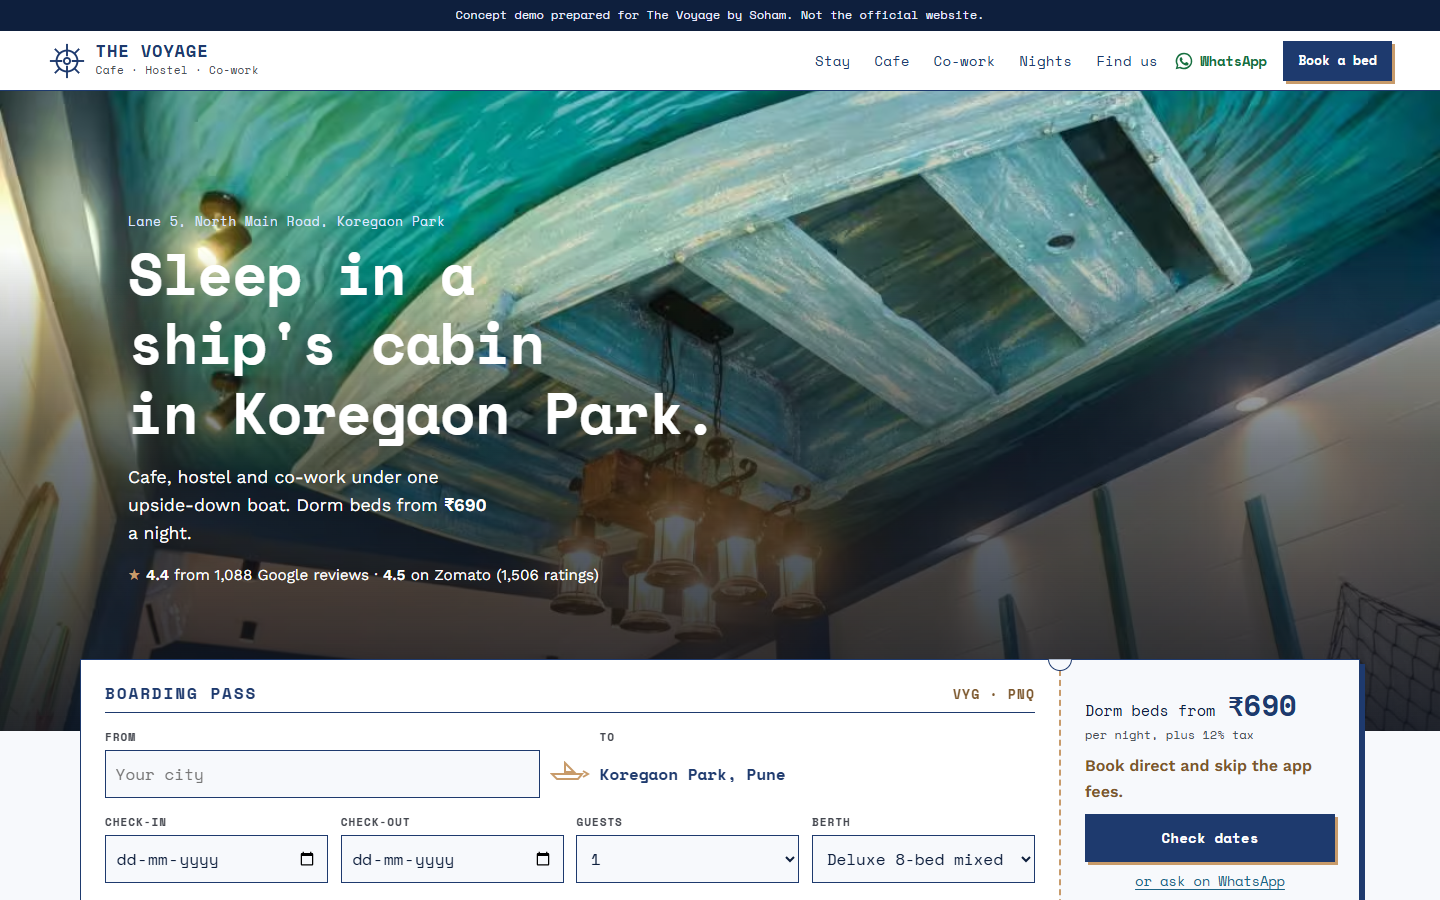 Concept demo prepared for The Voyage by Soham. Not the official website.
THE VOYAGE
Cafe · Hostel · Co-work
Stay
Cafe
Co-work
Nights
Find us
WhatsApp
Book a bed
Lane 5, North Main Road, Koregaon Park
Sleep in a
ship's cabin
in Koregaon Park.
Cafe, hostel and co-work under one
upside-down boat. Dorm beds from ₹690
a night.
★ 4.4 from 1,088 Google reviews · 4.5 on Zomato (1,506 ratings)
BOARDING PASS
VYG · PNQ
FROM
TO
Your city
Koregaon Park, Pune
CHECK-IN
CHECK-OUT
GUESTS
BERTH
dd-mm-yyyy
dd-mm-yyyy
1
Deluxe 8-bed mixed
Dorm beds from ₹690
per night, plus 12% tax
Book direct and skip the app
fees.
Check dates
or ask on WhatsApp